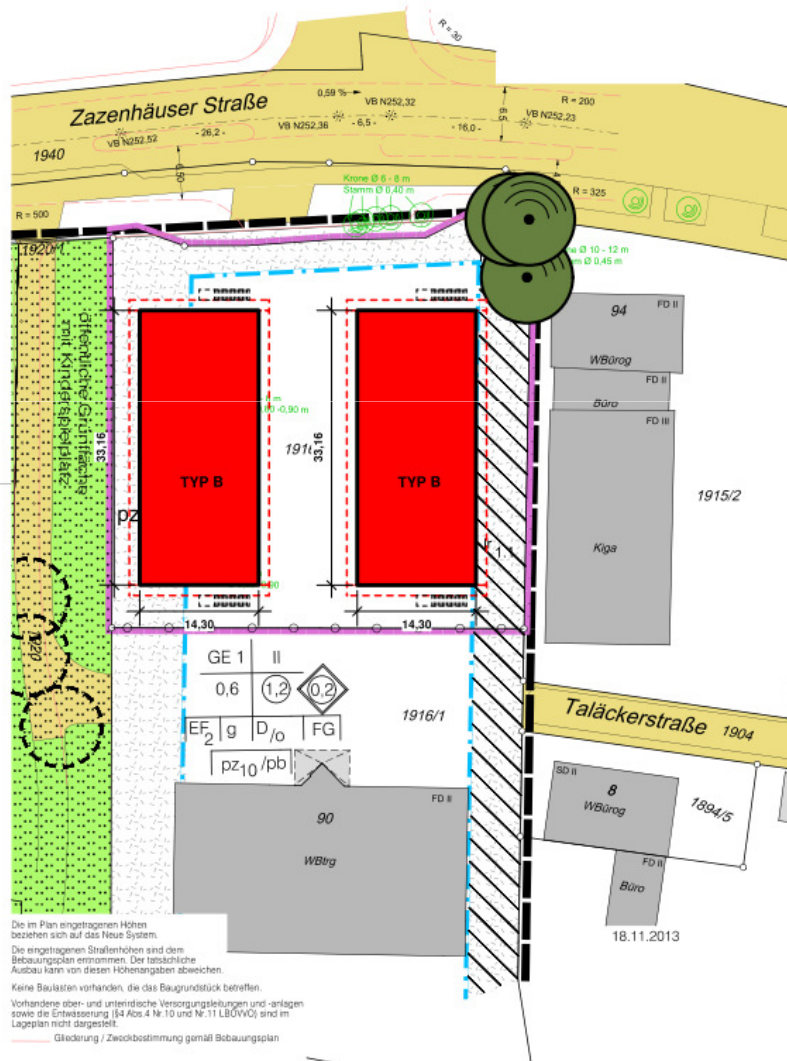 R= 30
0,59 %
VB N252,32
R = 200
Zazenhäuser Straße
6,5
VB N252,23
VB N252,36
- 6,5 -
- 16,0 -
- 26,2 -
VB N252,52
1940
6,50
4
Krone Ø 6 - 8 m
Stamm Ø 0,40 m
R = 325
R = 500
1920/1
ne Ø 10 - 12 m
m Ø 0,45 m
94
FD II
WBürog
FD II
Büro
FD III
öffentliche Grünfläche
mit Kinderspielplatz
33,16
33,16
TYP B
TYP B
pz
1915/2
Kiga
14,30
14,30
1920
GE 1
II
0,6
1,2
0,2
EF2
g
D/o
FG
pz10 /pb
1916/1
Taläckerstraße
1904
SD II
8
WBürog
1894/5
FD II
90
WBtrg
FD II
Büro
18.11.2013
Die im Plan eingetragenen Höhen
beziehen sich auf das Neue System.
Die eingetragenen Straßenhöhen sind dem
Bebauungsplan entnommen. Der tatsächliche
Ausbau kann von diesen Höhenangaben abweichen.
Keine Baulasten vorhanden, die das Baugrundstück betreffen.
Vorhandene ober- und unterirdische Versorgungsleitungen und -anlagen
sowie die Entwässerung (§4 Abs.4 Nr.10 und Nr.11 LBOVVO) sind im
Lageplan nicht dargestellt.
Gliederung / Zweckbestimmung gemäß Bebauungsplan